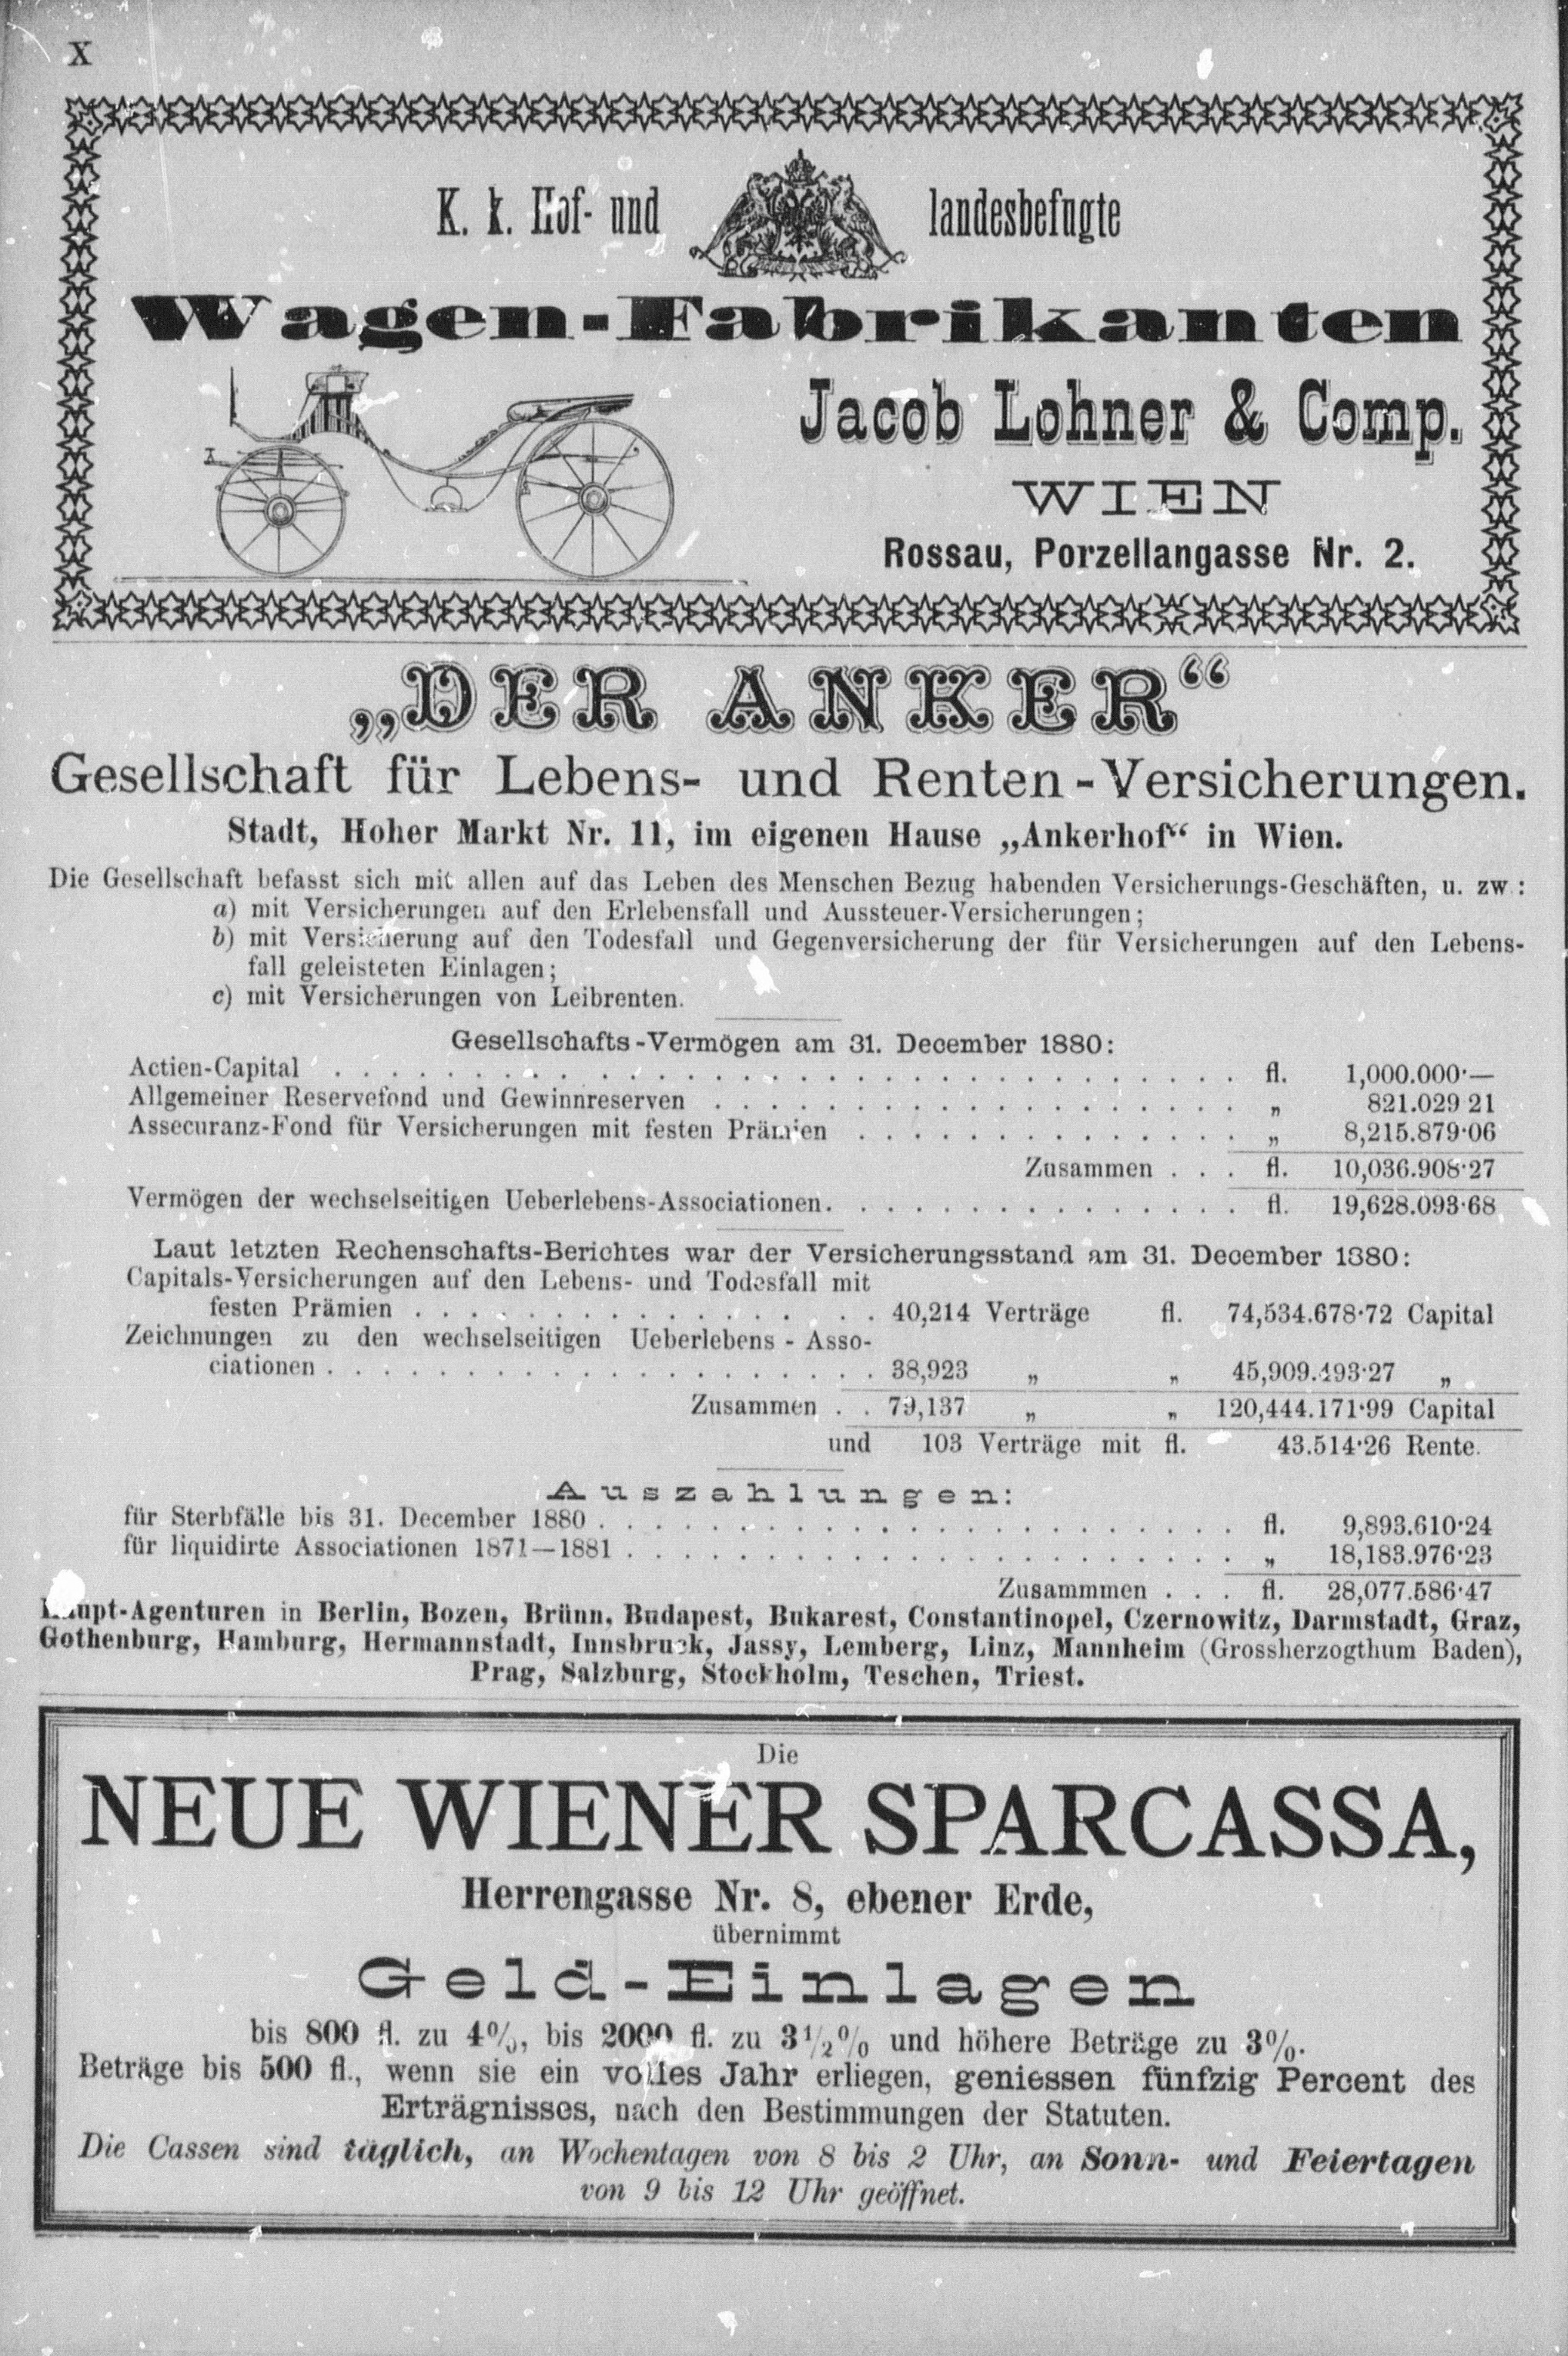 X
K. k. Hof- und landesbefugte
Wagen-Fabrikanten
Jacob Lohner & Comp.
WIEN
Rossau, Porzellangasse Nr. 2.
„DER ANKER“
Gesellschaft für Lebens- und Renten-Versicherungen.
Stadt, Hoher Markt Nr. 11, im eigenen Hause „Ankerhof“ in Wien.
Die Gesellschaft befasst sich mit allen auf das Leben des Menschen Bezug habenden Versicherungs-Geschäften, u. zw.:
a) mit Versicherungen auf den Erlebensfall und Aussteuer-Versicherungen;
b) mit Versicherung auf den Todesfall und Gegenversicherung der für Versicherungen auf den Lebens-
fall geleisteten Einlagen;
c) mit Versicherungen von Leibrenten.
Gesellschafts-Vermögen am 31. December 1880:
Actien-Capital . . . fl. 1,000.000·—
Allgemeiner Reservefond und Gewinnreserven . . . „ 821.029 21
Assecuranz-Fond für Versicherungen mit festen Prämien . . . „ 8,215.879·06
Zusammen . . . fl. 10,036.908·27
Vermögen der wechselseitigen Ueberlebens-Associationen. . . . fl. 19,628.093·68
Laut letzten Rechenschafts-Berichtes war der Versicherungsstand am 31. December 1880:
Capitals-Versicherungen auf den Lebens- und Todesfall mit
festen Prämien . . . 40,214 Verträge fl. 74,534.678·72 Capital
Zeichnungen zu den wechselseitigen Ueberlebens-Asso-
ciationen . . . 38,923 „ „ 45,909.493·27 „
Zusammen . . 79,137 „ „ 120,444.171·99 Capital
und 103 Verträge mit fl. 43.514·26 Rente.
Auszahlungen:
für Sterbfälle bis 31. December 1880 . . . fl. 9,893.610·24
für liquidirte Associationen 1871—1881 . . . „ 18,183.976·23
Zusammmen . . . fl. 28,077.586·47
Haupt-Agenturen in Berlin, Bozen, Brünn, Budapest, Bukarest, Constantinopel, Czernowitz, Darmstadt, Graz,
Gothenburg, Hamburg, Hermannstadt, Innsbruck, Jassy, Lemberg, Linz, Mannheim (Grossherzogthum Baden),
Prag, Salzburg, Stockholm, Teschen, Triest.
Die
NEUE WIENER SPARCASSA,
Herrengasse Nr. 8, ebener Erde,
übernimmt
Geld-Einlagen
bis 800 fl. zu 4%, bis 2000 fl. zu 3½% und höhere Beträge zu 3%.
Beträge bis 500 fl., wenn sie ein volles Jahr erliegen, geniessen fünfzig Percent des
Erträgnisses, nach den Bestimmungen der Statuten.
Die Cassen sind täglich, an Wochentagen von 8 bis 2 Uhr, an Sonn- und Feiertagen
von 9 bis 12 Uhr geöffnet.